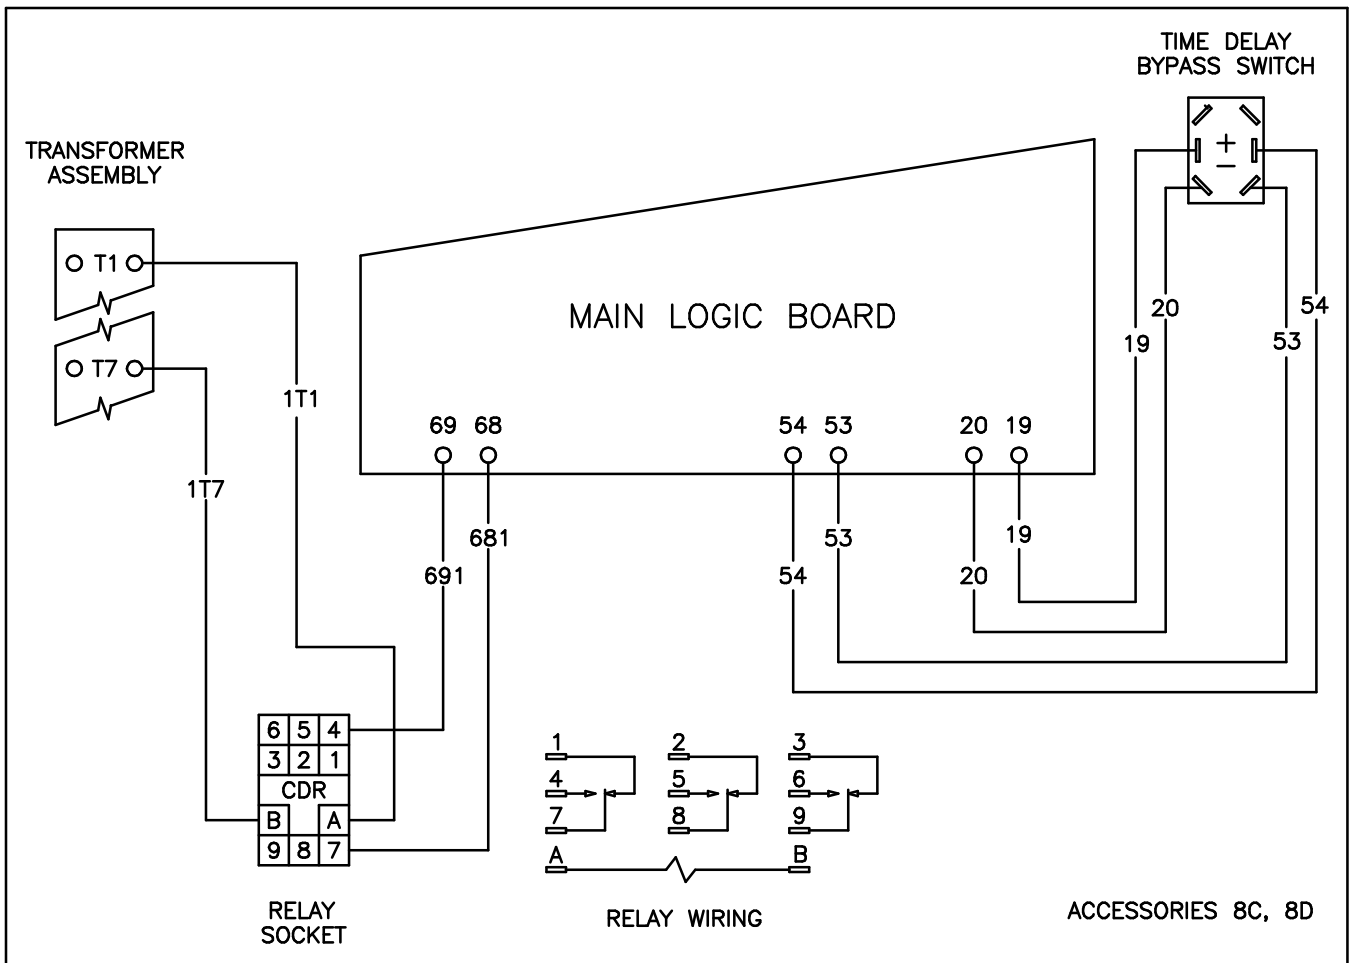 TIME DELAY
BYPASS SWITCH
+
−
TRANSFORMER
ASSEMBLY
T1
T7
1T1
1T7
MAIN LOGIC BOARD
69 68 54 53 20 19
691 681 54 53 20 19
19 20 53 54
6 5 4
3 2 1
CDR
B A
9 8 7
RELAY
SOCKET
1 2 3
4 5 6
7 8 9
A B
RELAY WIRING
ACCESSORIES 8C, 8D